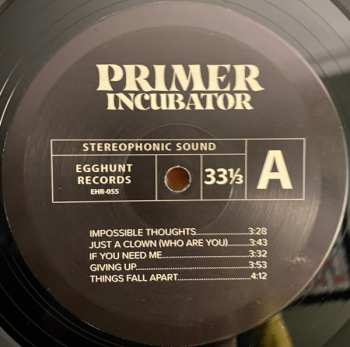 PRIMER
INCUBATOR
STEREOPHONIC SOUND
EGGHUNT
RECORDS
EHR-055
33⅓
A
IMPOSSIBLE THOUGHTS....................3:28
JUST A CLOWN (WHO ARE YOU)......3:43
IF YOU NEED ME................................3:32
GIVING UP..........................................3:53
THINGS FALL APART.........................4:12